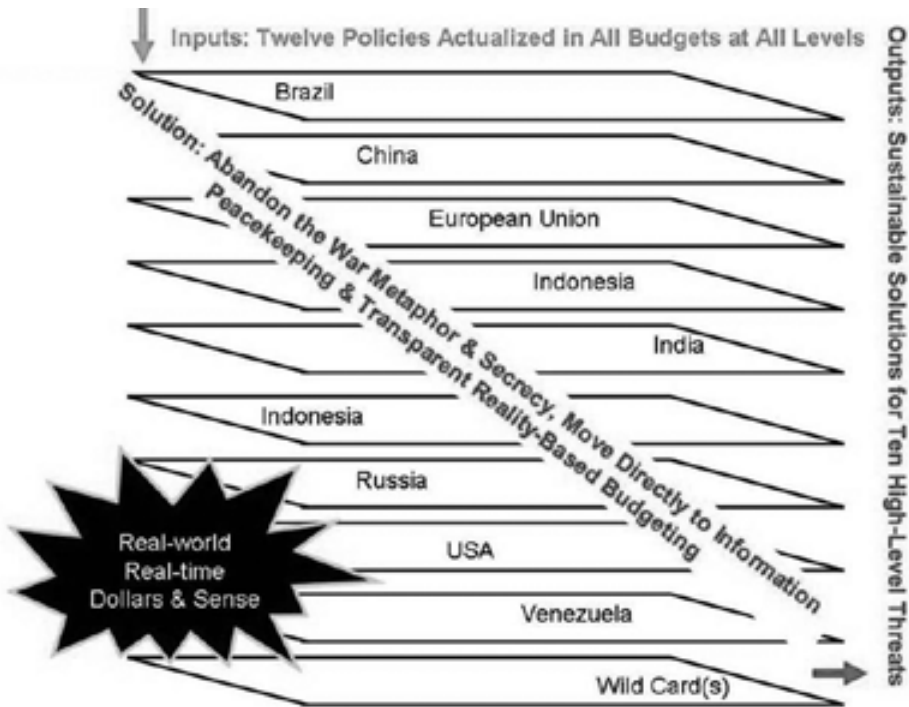 Inputs: Twelve Policies Actualized in All Budgets at All Levels
Brazil
China
European Union
Indonesia
India
Indonesia
Russia
USA
Venezuela
Wild Card(s)
Solution: Abandon the War Metaphor & Secrecy, Move Directly to Information
Peacekeeping & Transparent Reality-Based Budgeting
Real-world
Real-time
Dollars & Sense
Outputs: Sustainable Solutions for Ten High-Level Threats